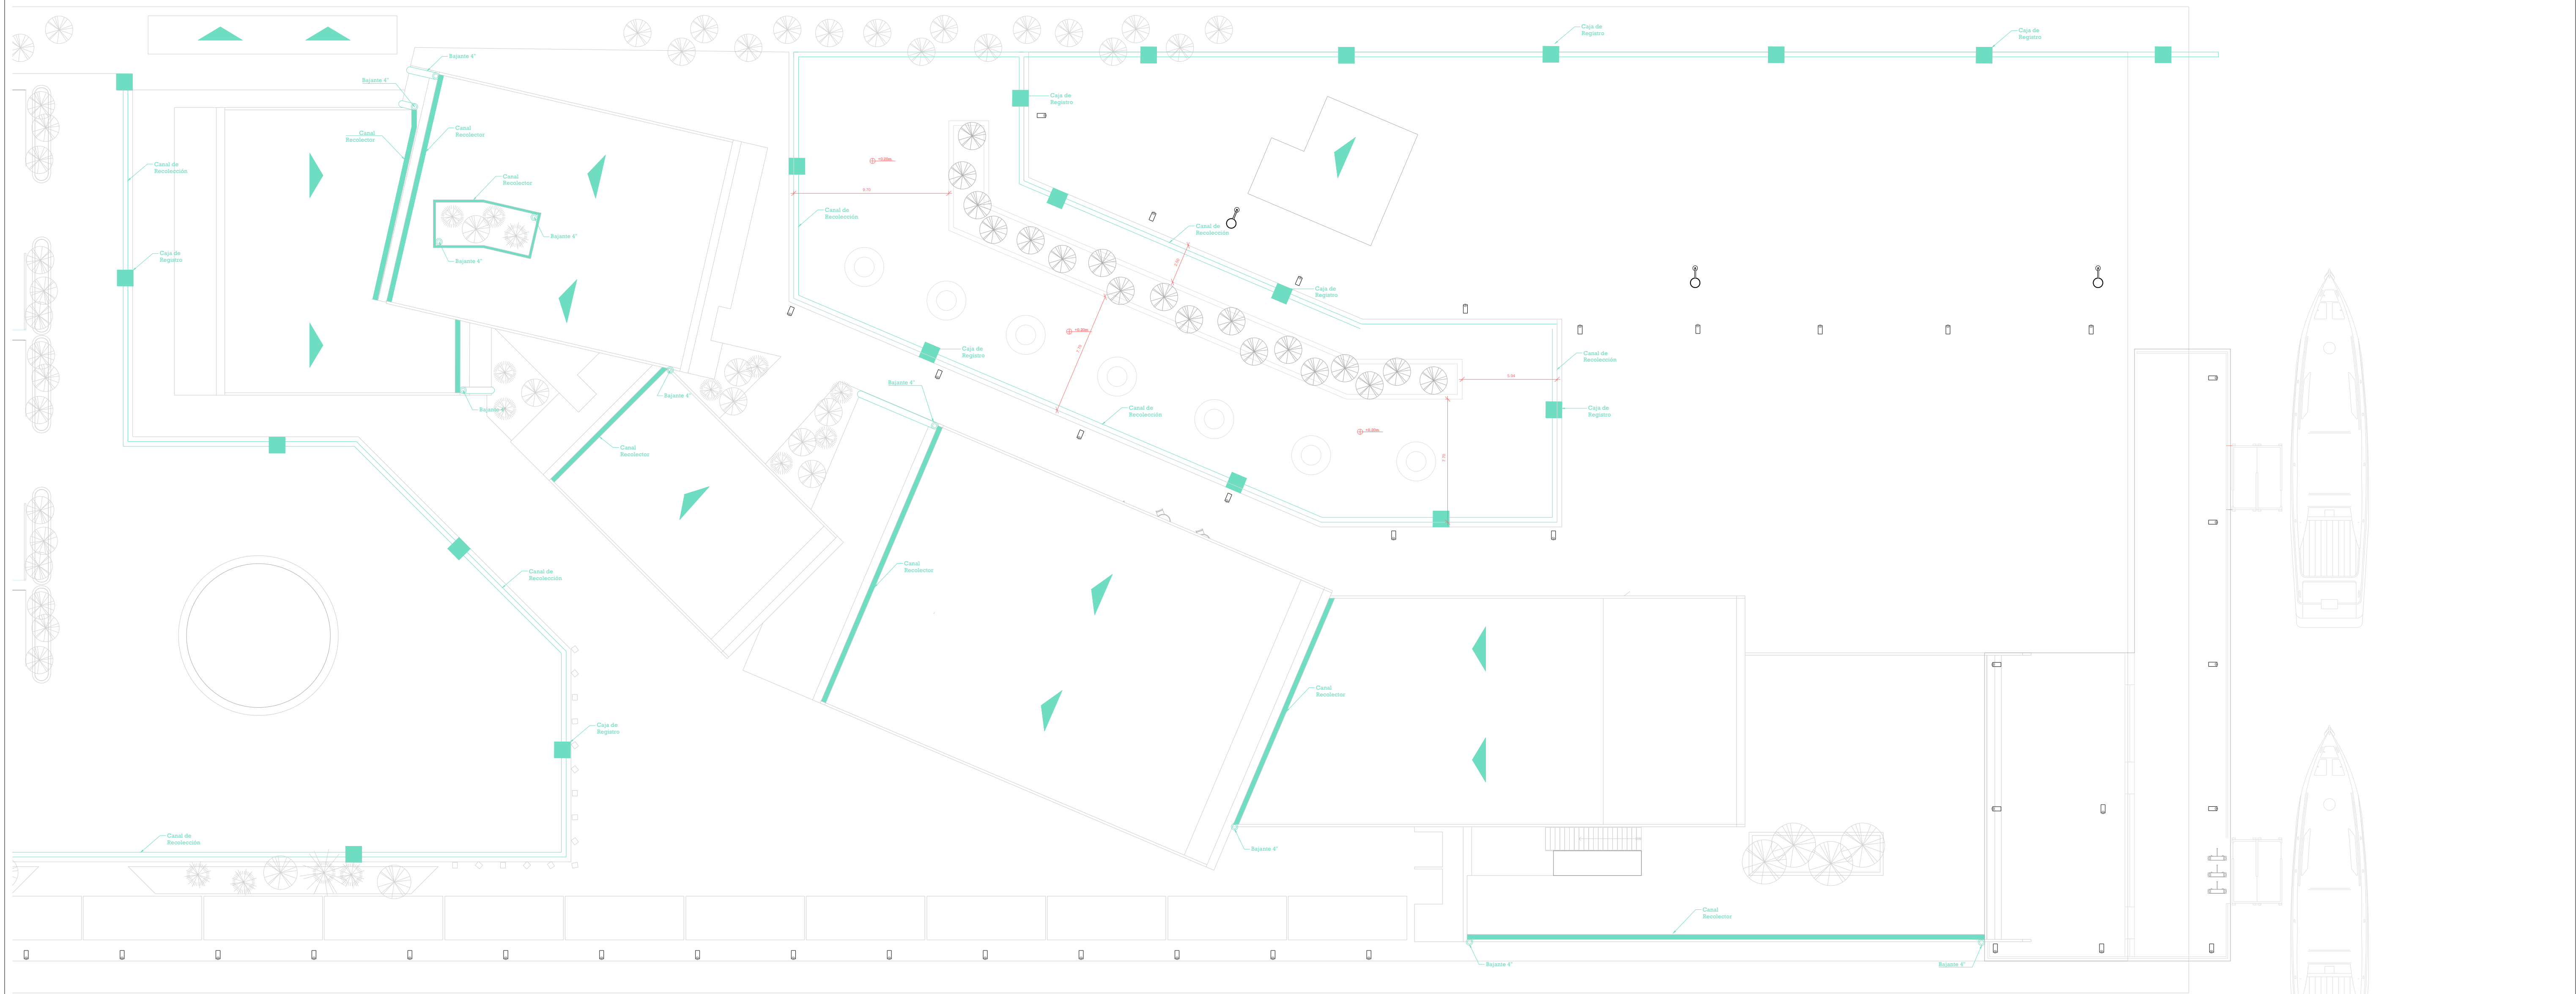 Caja de
Registro
Caja de
Registro
Bajante 4"
Bajante 4"
Caja de
Registro
Canal
Recolector
Canal
Recolector
Canal de
Recolección
+0.00m
Canal
Recolector
6.70
Canal de
Recolección
Canal de
Recolección
Bajante 4"
Caja de
Registro
Bajante 4"
Caja de
Registro
Caja de
Registro
Canal de
Recolección
Bajante 4"
Bajante 4"
Canal de
Recolección
Caja de
Registro
Bajante 4"
Canal
Recolector
Canal
Recolector
Canal de
Recolección
Canal
Recolector
Caja de
Registro
Canal de
Recolección
Bajante 4"
Canal
Recolector
Bajante 4"
Bajante 4"